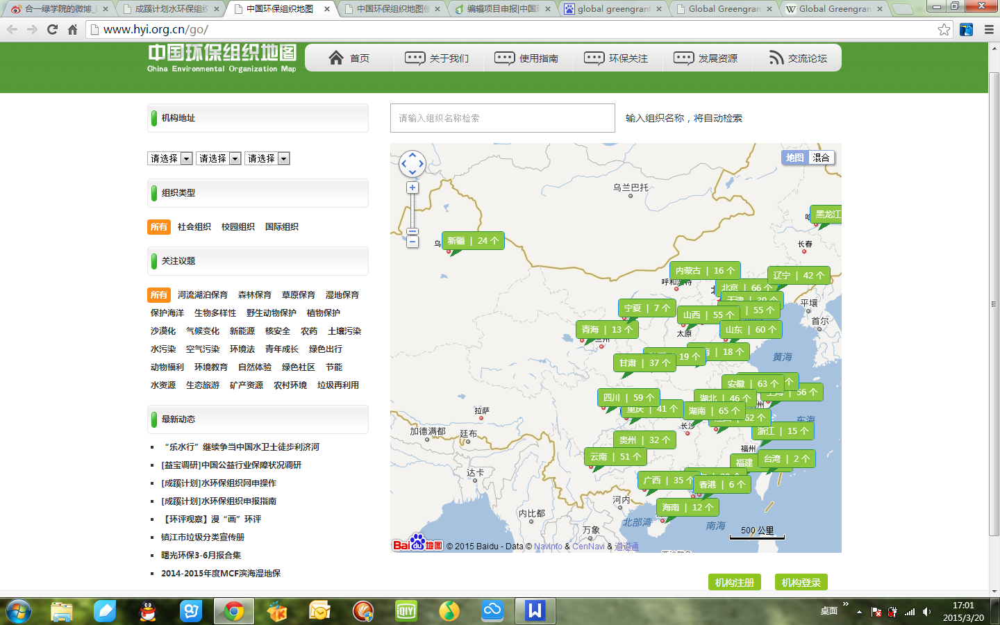 合一绿学院的微博_
成蹊计划水环保组织
中国环保组织地图
中国环保组织地图
编辑项目申报|中国环
global greengrant
Global Greengran
Global Greengran
www.hyi.org.cn/go/
中国环保组织地图
China Environmental Organization Map
首页
关于我们
使用指南
环保关注
发展资源
交流论坛
机构地址
请输入组织名称检索
输入组织名称，将自动检索
请选择 请选择 请选择
组织类型
所有 社会组织 校园组织 国际组织
关注议题
所有 河流湖泊保育 森林保育 草原保育 湿地保育
保护海洋 生物多样性 野生动物保护 植物保护
沙漠化 气候变化 新能源 核安全 农药 土壤污染
水污染 空气污染 环境法 青年成长 绿色出行
动物福利 环境教育 自然体验 绿色社区 节能
水资源 生态旅游 矿产资源 农村环境 垃圾再利用
最新动态
“乐水行”继续争当中国水卫士徒步利济河
[益宝调研]中国公益行业保障状况调研
[成蹊计划]水环保组织网申操作
[成蹊计划]水环保组织申报指南
【环评观察】漫“画”环评
镇江市垃圾分类宣传册
曙光环保3-6月报合集
2014-2015年度MCF滨海湿地保
地图 混合
乌兰巴托
黑龙江
长春
新疆 | 24 个
内蒙古 | 16 个
辽宁 | 42 个
北京 | 66 个
天津 | 39 个
| 55 个
平壤
宁夏 | 7 个
山西 | 55 个
首尔
青海 | 13 个
太原
山东 | 60 个
19 个
| 18 个
黄海
甘肃 | 37 个
安徽 | 63 个
个
上海 | 56 个
四川 | 59 个
湖北 | 46 个
重庆 | 41 个
湖南 | 65 个
62 个
东海
拉萨
长沙
浙江 | 15 个
加德满都
廷布
贵州 | 32 个
福州
云南 | 51 个
福建
台湾 | 2 个
达卡
广西 | 35 个
香港 | 6 个
河内
海南 | 12 个
内比都
北部湾
南海
万象
500 公里
Bai 地图
© 2015 Baidu - Data © NavInfo & CenNavi & 道道通
机构注册 机构登录
iQIY
桌面
17:01
2015/3/20